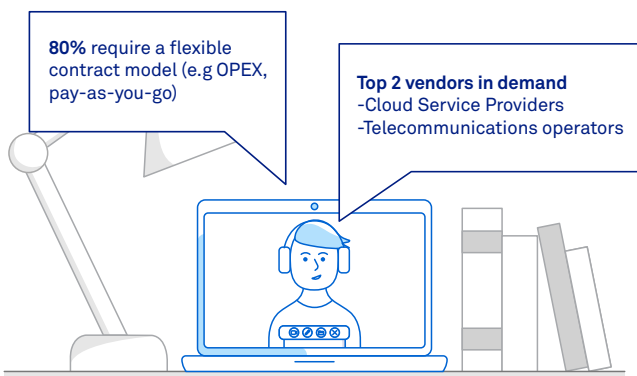 80% require a flexible
contract model (e.g OPEX,
pay-as-you-go)
Top 2 vendors in demand
-Cloud Service Providers
-Telecommunications operators